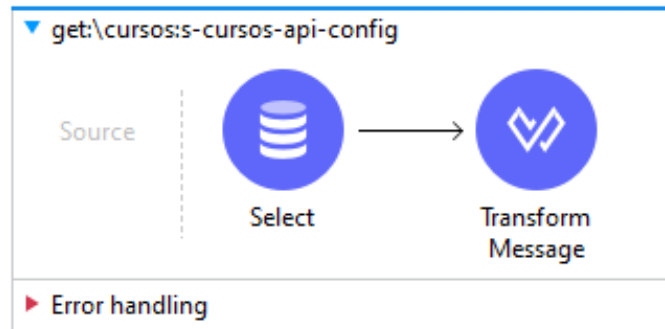 get:\cursos:s-cursos-api-config
Source
Select
Transform
Message
Error handling